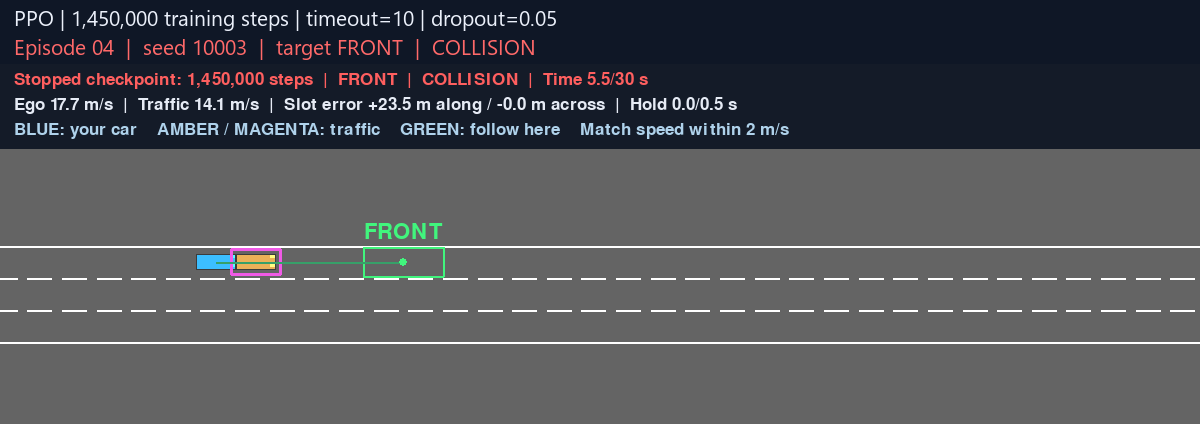 PPO | 1,450,000 training steps | timeout=10 | dropout=0.05
Episode 04 | seed 10003 | target FRONT | COLLISION
Stopped checkpoint: 1,450,000 steps | FRONT | COLLISION | Time 5.5/30 s
Ego 17.7 m/s | Traffic 14.1 m/s | Slot error +23.5 m along / -0.0 m across | Hold 0.0/0.5 s
BLUE: your car AMBER / MAGENTA: traffic GREEN: follow here Match speed within 2 m/s
FRONT